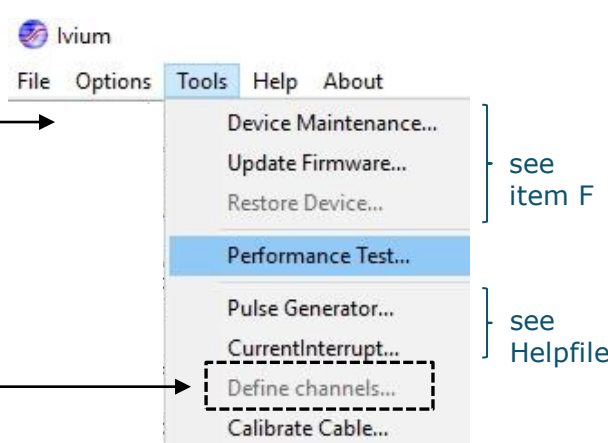 Ivium
File Options Tools Help About
Device Maintenance...
Update Firmware...
Restore Device...
see
item F
Performance Test...
Pulse Generator...
CurrentInterrupt...
see
Helpfile
Define channels...
Calibrate Cable...